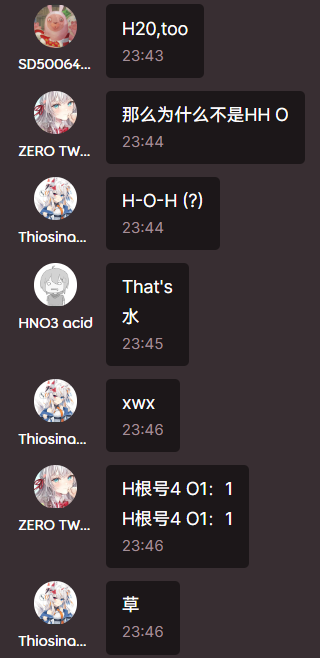 H20,too
23:43
SD50064...
那么为什么不是HH O
23:44
ZERO TW...
H-O-H (?)
23:44
Thiosina...
That's
水
23:45
HNO3 acid
xwx
23:46
Thiosina...
H根号4 O1：1
H根号4 O1：1
23:46
ZERO TW...
草
23:46
Thiosina...